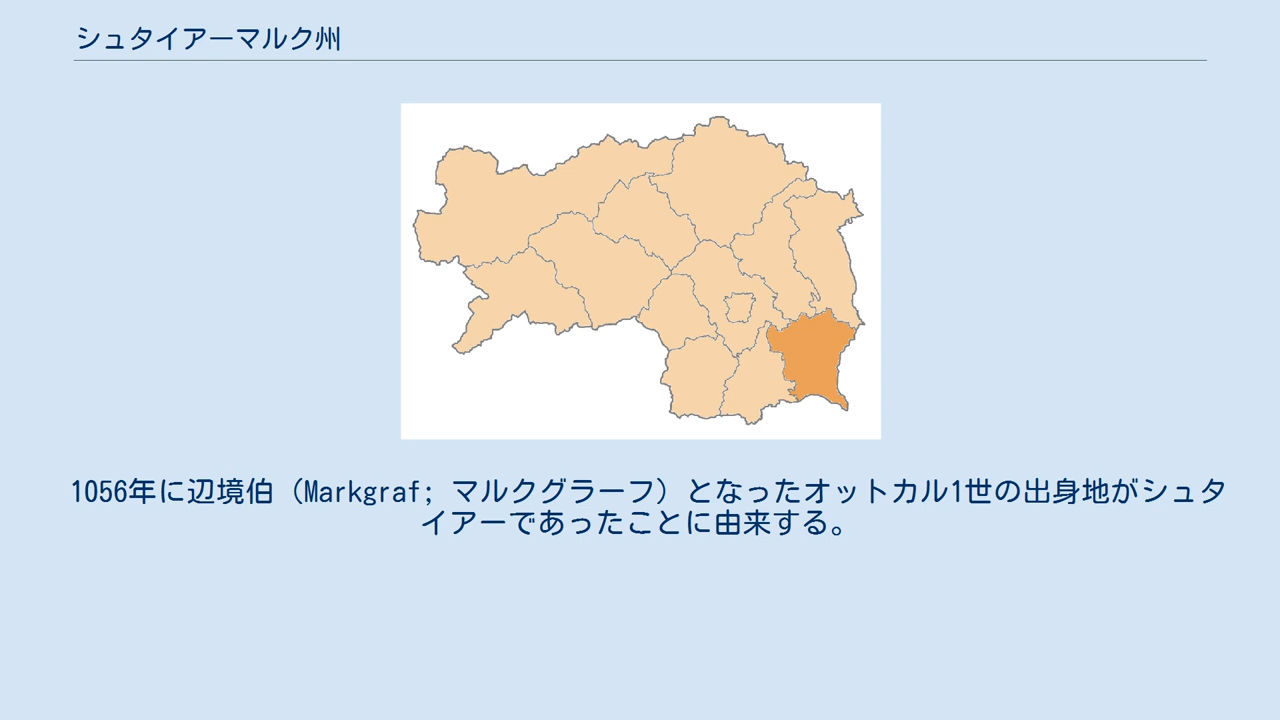 シュタイアーマルク州
1056年に辺境伯（Markgraf; マルクグラーフ）となったオットカル1世の出身地がシュタ
イアーであったことに由来する。